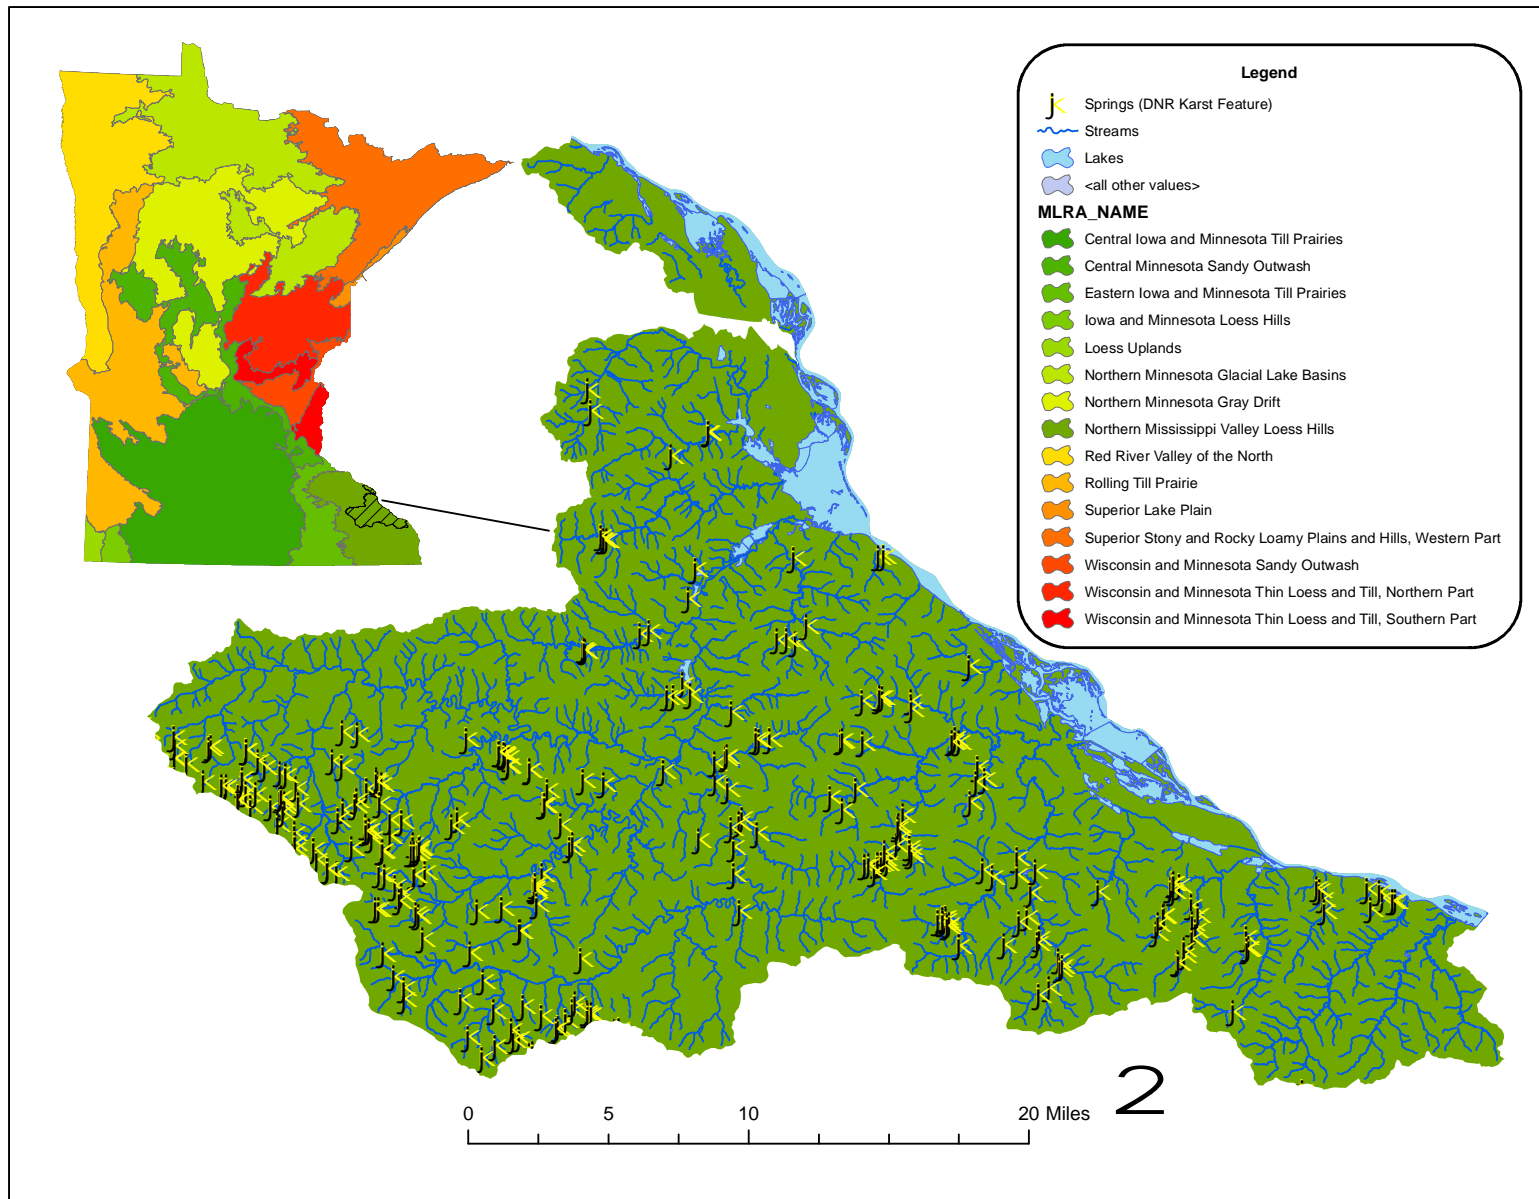 Legend
jk Springs (DNR Karst Feature)
Streams
Lakes
<all other values>
MLRA_NAME
Central Iowa and Minnesota Till Prairies
Central Minnesota Sandy Outwash
Eastern Iowa and Minnesota Till Prairies
Iowa and Minnesota Loess Hills
Loess Uplands
Northern Minnesota Glacial Lake Basins
Northern Minnesota Gray Drift
Northern Mississippi Valley Loess Hills
Red River Valley of the North
Rolling Till Prairie
Superior Lake Plain
Superior Stony and Rocky Loamy Plains and Hills, Western Part
Wisconsin and Minnesota Sandy Outwash
Wisconsin and Minnesota Thin Loess and Till, Northern Part
Wisconsin and Minnesota Thin Loess and Till, Southern Part
2
0 5 10 20 Miles